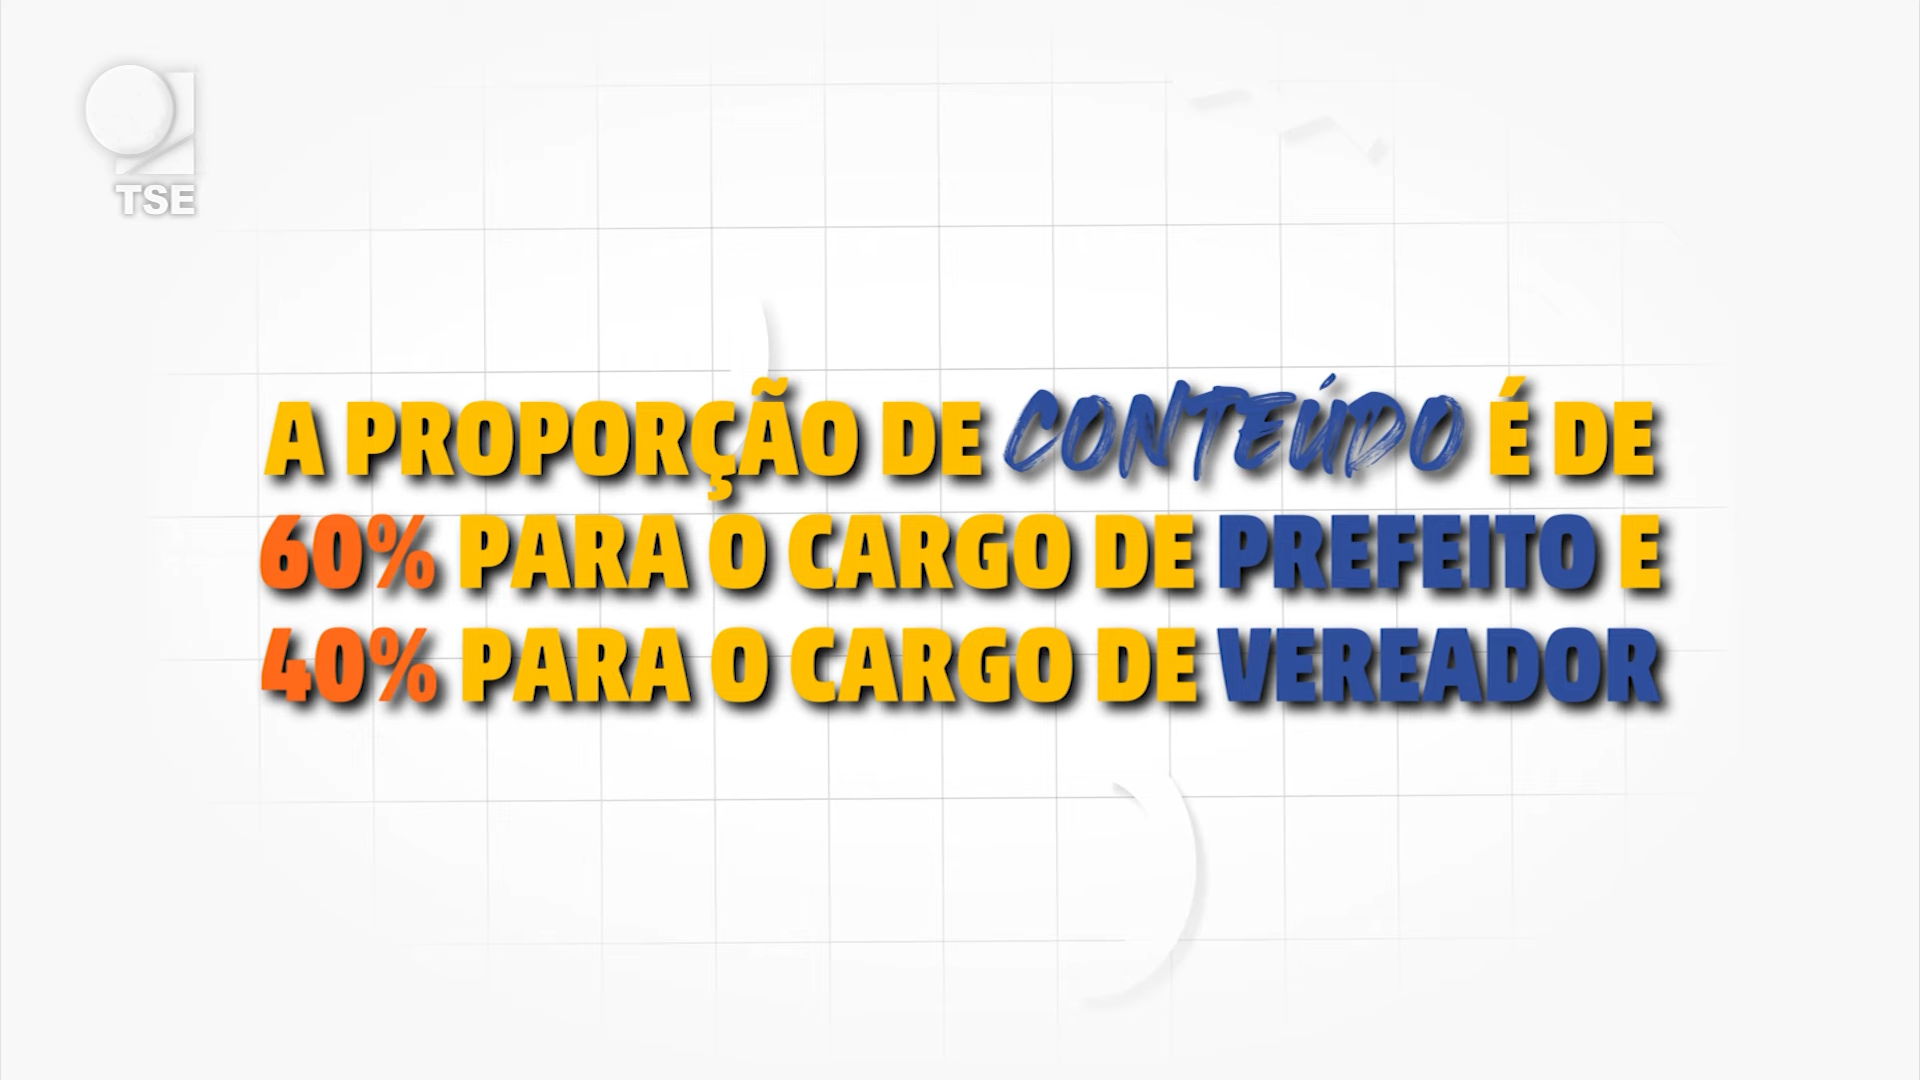 TSE
A PROPORÇÃO DE CONTEÚDO É DE
60% PARA O CARGO DE PREFEITO E
40% PARA O CARGO DE VEREADOR